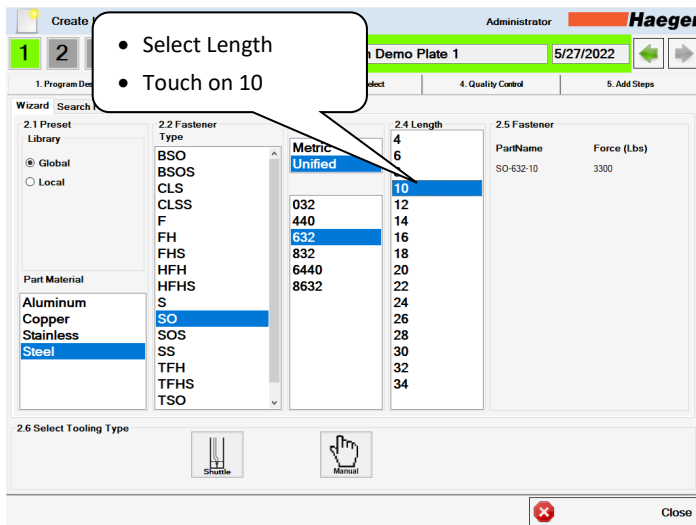 Create
Administrator
Haeger
1
2
Demo Plate 1
5/27/2022
• Select Length
• Touch on 10
1. Program Des
elect
4. Quality Control
5. Add Steps
Wizard
Search
2.1 Preset
Library
Global
Local
Part Material
Aluminum
Copper
Stainless
Steel
2.2 Fastener
Type
BSO
BSOS
CLS
CLSS
F
FH
FHS
HFH
HFHS
S
SO
SOS
SS
TFH
TFHS
TSO
Metric
Unified
032
440
632
832
6440
8632
2.4 Length
4
6
10
12
14
16
18
20
22
24
26
28
30
32
34
2.5 Fastener
PartName
Force (Lbs)
SO-632-10
3300
2.6 Select Tooling Type
Shuttle
Manual
Close